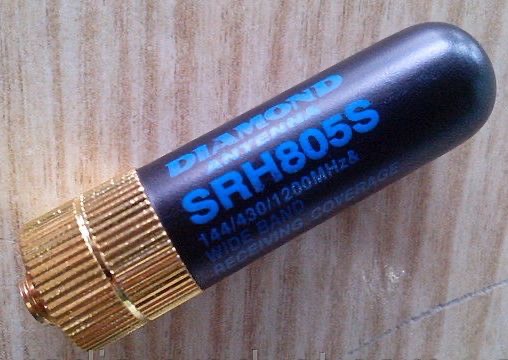 DIAMOND
ANTENNA
SRH805S
144/430/1200MHz&
WIDE BAND
RECEIVING COVERAGE